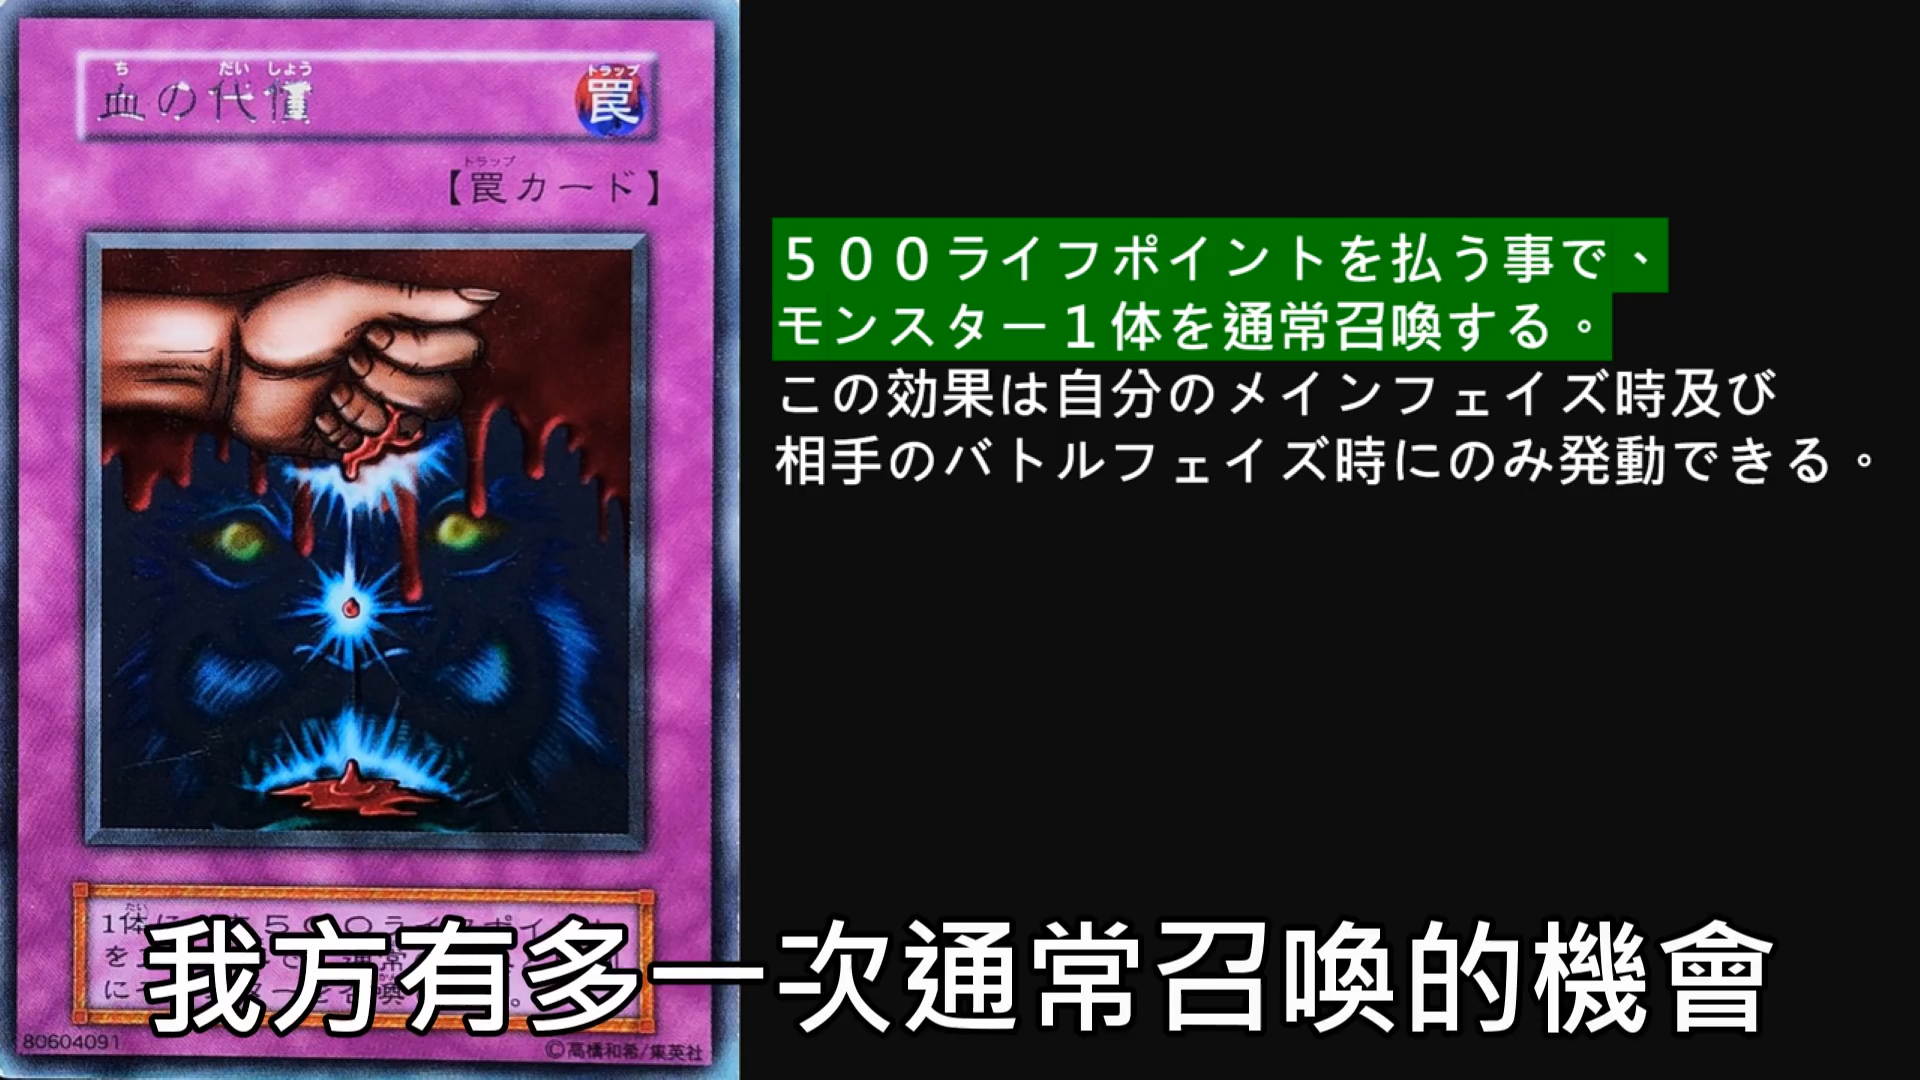 ち だい しょう
血の代償
トラップ
罠
トラップ
【罠カード】
５００ライフポイントを払う事で、
モンスター１体を通常召喚する。
この効果は自分のメインフェイズ時及び
相手のバトルフェイズ時にのみ発動できる。
我方有多一次通常召喚的機會
80604091
©高橋和希/集英社